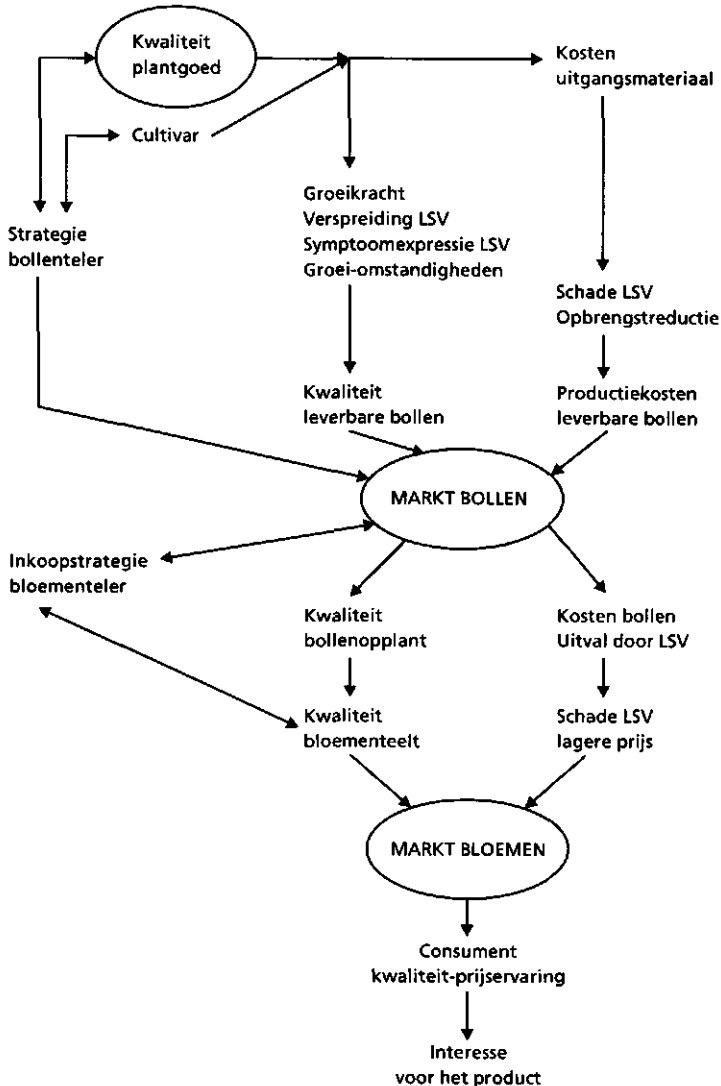 Kwaliteit
plantgoed
Kosten
uitgangsmateriaal
Cultivar
Strategie
bollenteler
Groeikracht
Verspreiding LSV
Symptoomexpressie LSV
Groei-omstandigheden
Schade LSV
Opbrengstreductie
Kwaliteit
leverbare bollen
Productiekosten
leverbare bollen
MARKT BOLLEN
Inkoopstrategie
bloementeler
Kwaliteit
bollenopplant
Kosten bollen
Uitval door LSV
Kwaliteit
bloementeelt
Schade LSV
lagere prijs
MARKT BLOEMEN
Consument
kwaliteit-prijservaring
Interesse
voor het product